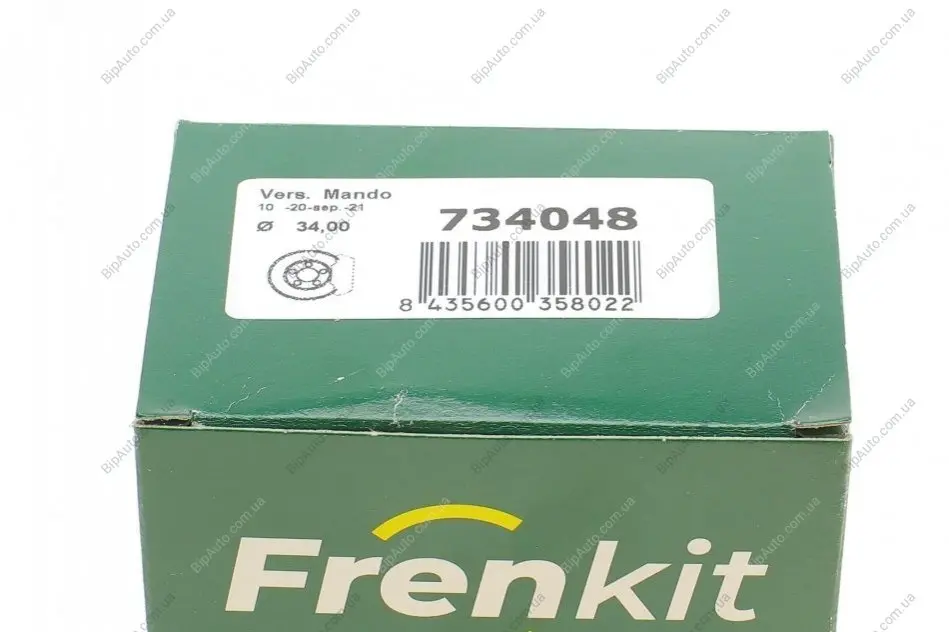 Vers. Mando
10 -20-sep.-21
Ø 34,00
734048
8 435600 358022
Frenkit
BipAuto.com.ua